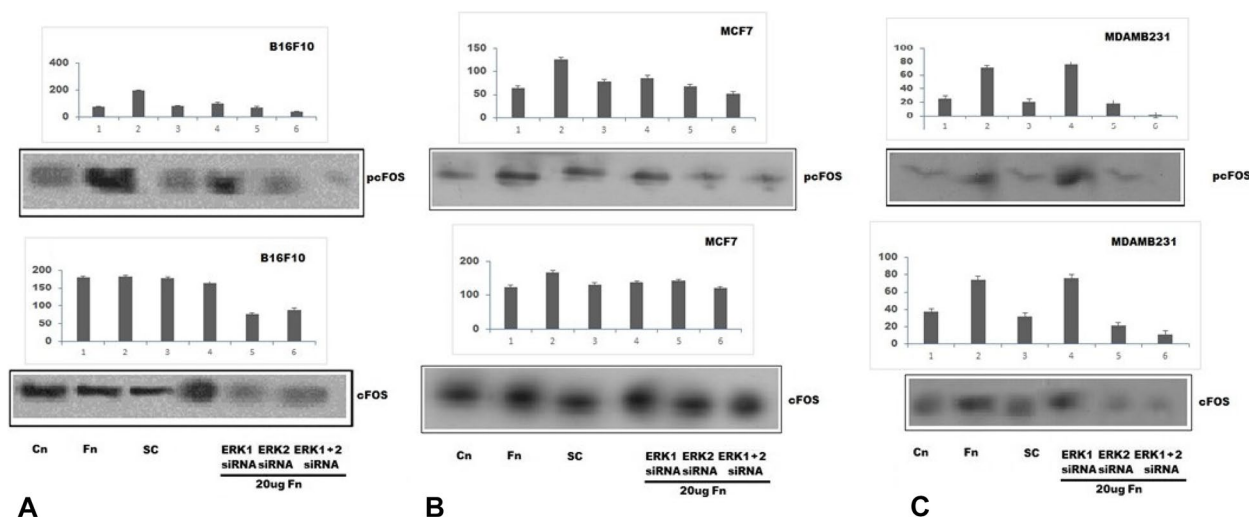 B16F10
400
200
0
1 2 3 4 5 6
pcFOS
B16F10
200
150
100
50
0
1 2 3 4 5 6
cFOS
Cn Fn SC ERK1 ERK2 ERK1+2
siRNA siRNA siRNA
20ug Fn
A
MCF7
150
100
50
0
1 2 3 4 5 6
pcFOS
MCF7
200
100
0
1 2 3 4 5 6
cFOS
Cn Fn SC ERK1 ERK2 ERK1+2
siRNA siRNA siRNA
20ug Fn
B
MDAMB231
100
80
60
40
20
0
1 2 3 4 5 6
pcFOS
MDAMB231
100
80
60
40
20
0
1 2 3 4 5 6
cFOS
Cn Fn SC ERK1 ERK2 ERK1+2
siRNA siRNA siRNA
20ug Fn
C